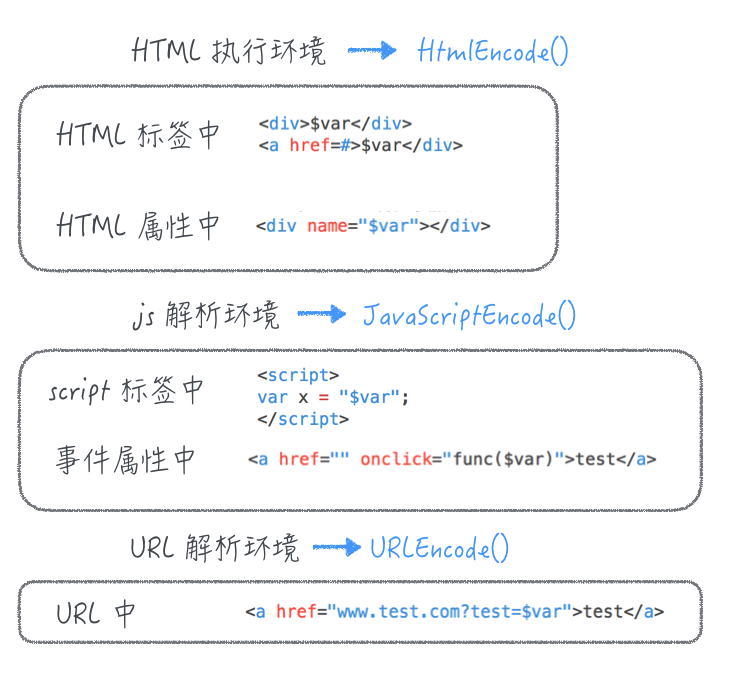 HTML 执行环境 → HtmlEncode()
HTML 标签中
<div>$var</div>
<a href=#>$var</div>
HTML 属性中
<div name="$var"></div>
js 解析环境 → JavaScriptEncode()
script 标签中
<script>
var x = "$var";
</script>
事件属性中
<a href="" onclick="func($var)">test</a>
URL 解析环境 → URLEncode()
URL 中
<a href="www.test.com?test=$var">test</a>